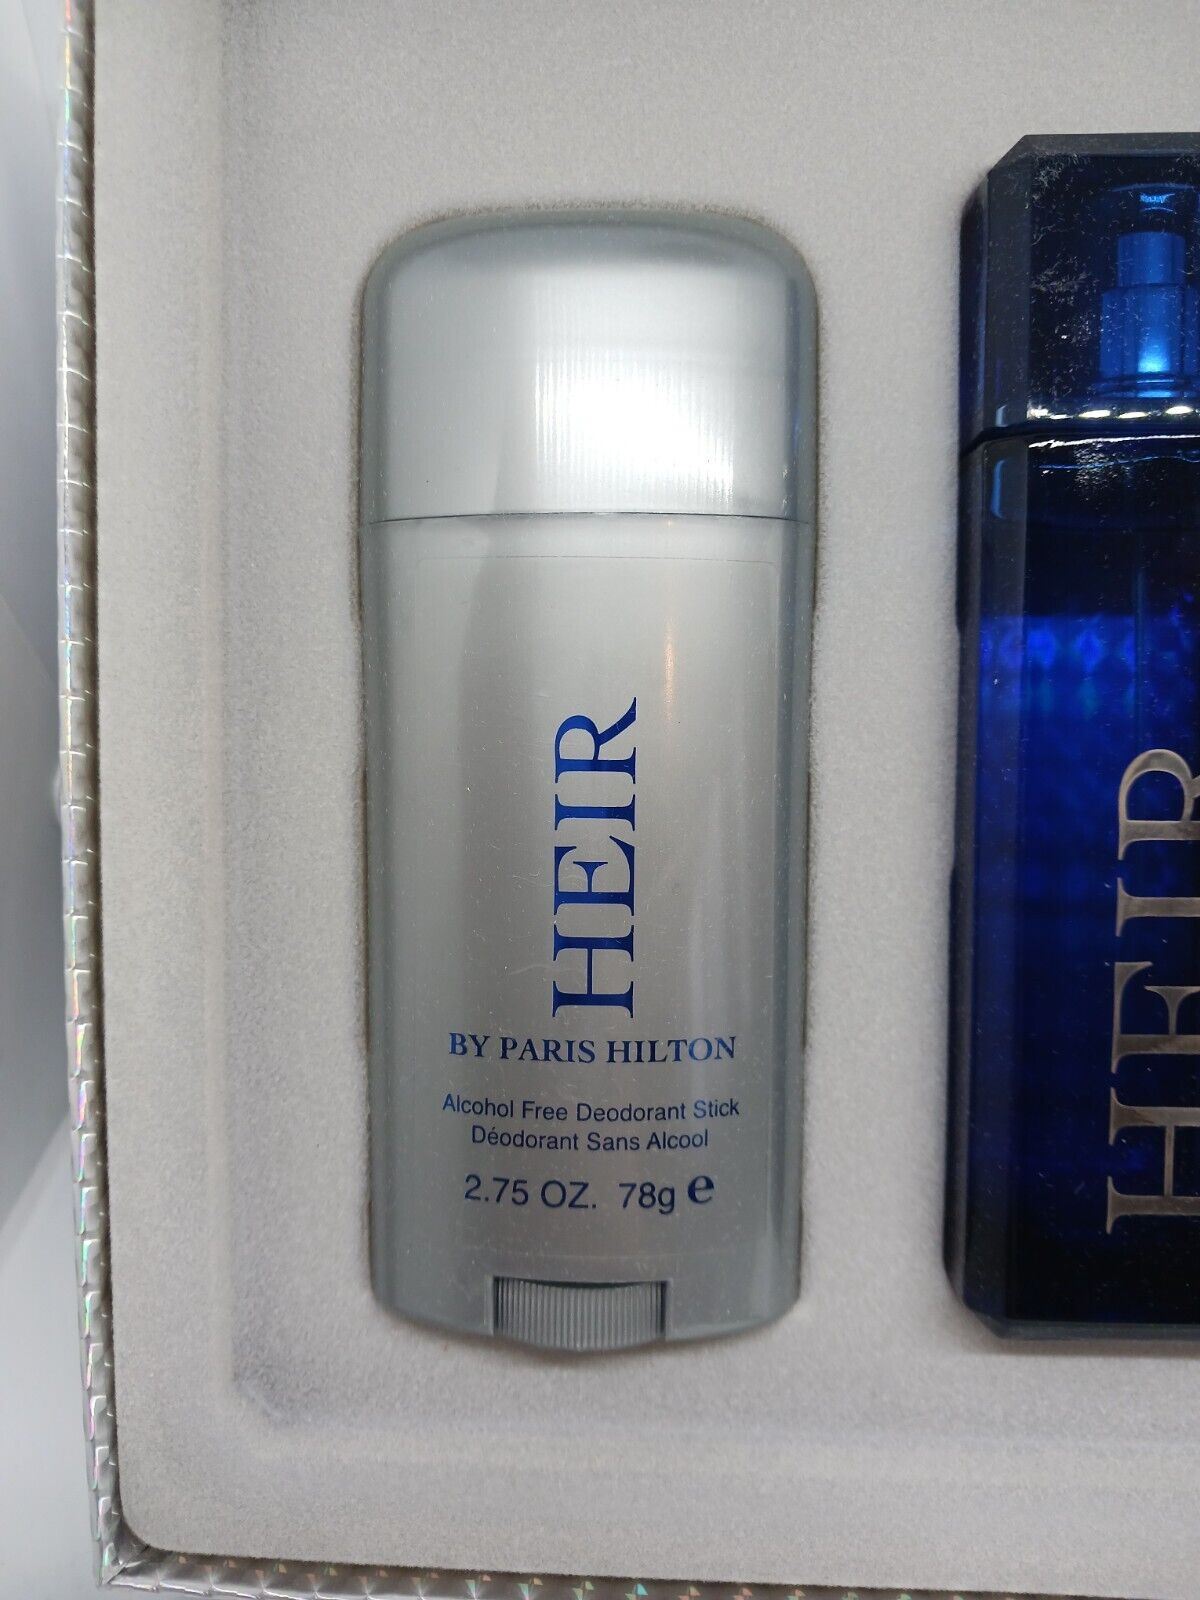 HEIR
BY PARIS HILTON
Alcohol Free Deodorant Stick
Déodorant Sans Alcool
2.75 OZ. 78g e
HEIR